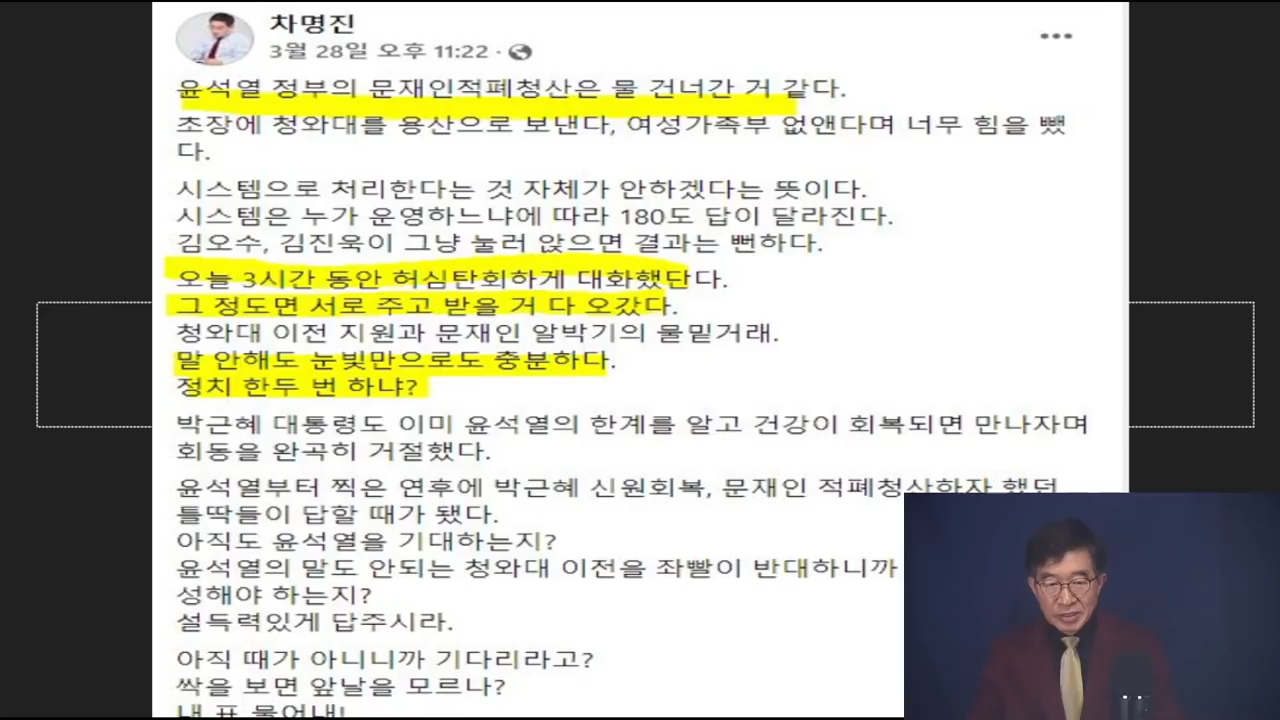 차명진
3월 28일 오후 11:22 ·
윤석열 정부의 문재인적폐청산은 물 건너간 거 같다.
초장에 청와대를 용산으로 보낸다, 여성가족부 없앤다며 너무 힘을 뺐
다.
시스템으로 처리한다는 것 자체가 안하겠다는 뜻이다.
시스템은 누가 운영하느냐에 따라 180도 답이 달라진다.
김오수, 김진욱이 그냥 눌러 앉으면 결과는 뻔하다.
오늘 3시간 동안 허심탄회하게 대화했단다.
그 정도면 서로 주고 받을 거 다 오갔다.
청와대 이전 지원과 문재인 알박기의 물밑거래.
말 안해도 눈빛만으로도 충분하다.
정치 한두 번 하냐?
박근혜 대통령도 이미 윤석열의 한계를 알고 건강이 회복되면 만나자며
회동을 완곡히 거절했다.
윤석열부터 찍은 연후에 박근혜 신원회복, 문재인 적폐청산하자 했던
틀딱들이 답할 때가 됐다.
아직도 윤석열을 기대하는지?
윤석열의 말도 안되는 청와대 이전을 좌빨이 반대하니까
성해야 하는지?
설득력있게 답주시라.
아직 때가 아니니까 기다리라고?
싹을 보면 앞날을 모르나?
내 표 물어내!